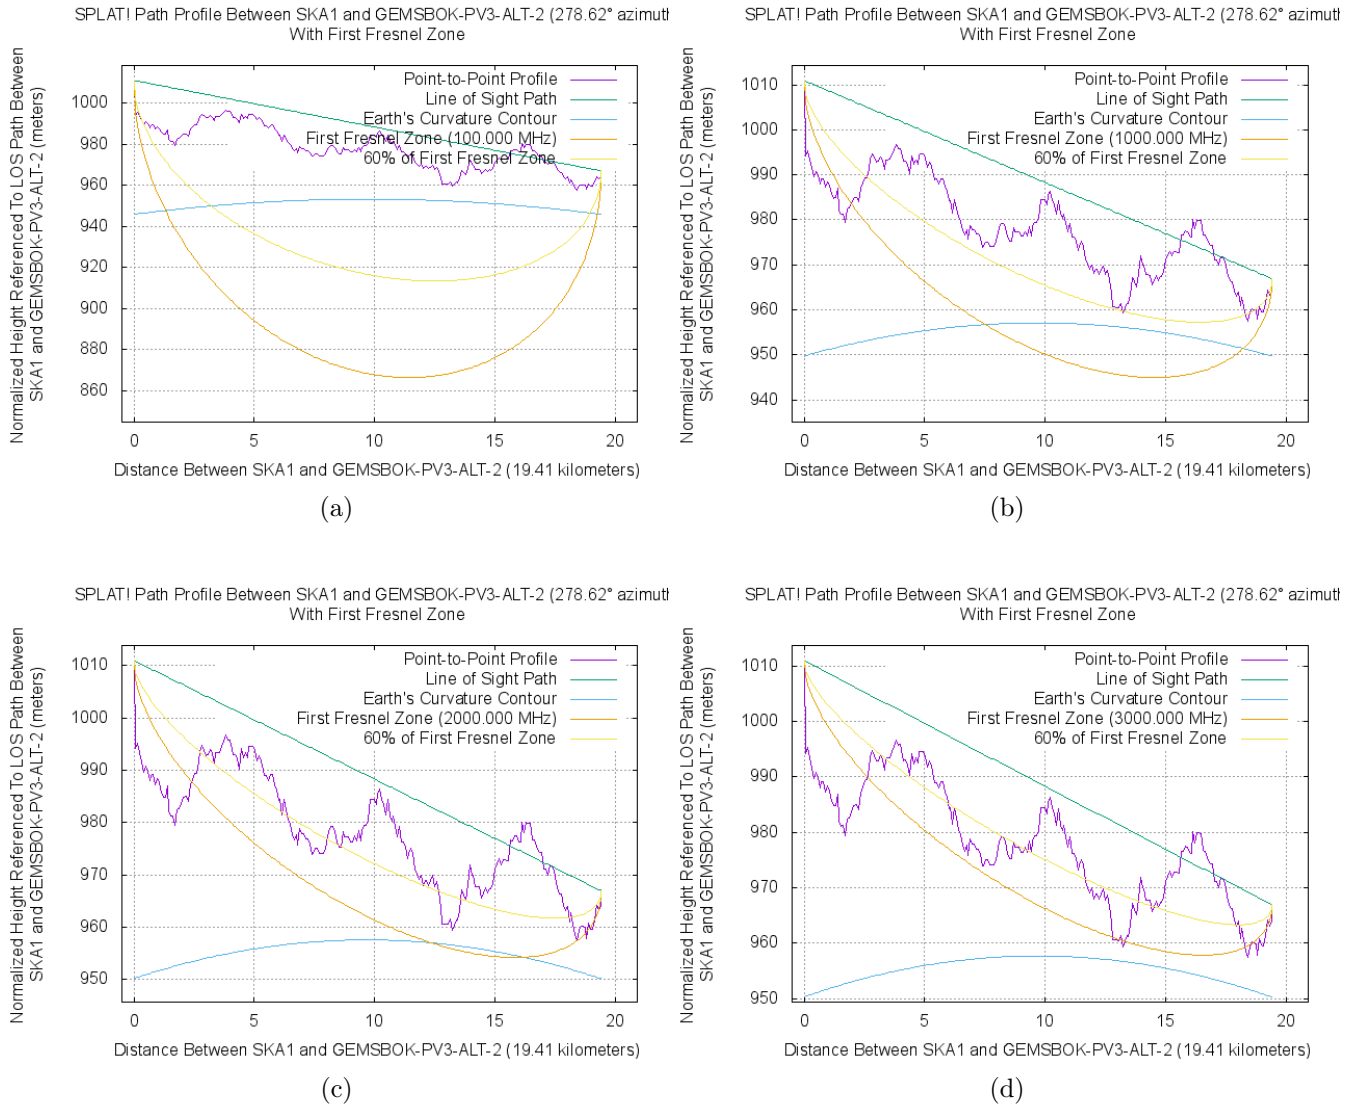 SPLAT! Path Profile Between SKA1 and GEMSBOK-PV3-ALT-2 (278.62° azimuth
With First Fresnel Zone
Normalized Height Referenced To LOS Path Between
SKA1 and GEMSBOK-PV3-ALT-2 (meters)
Point-to-Point Profile
Line of Sight Path
Earth's Curvature Contour
First Fresnel Zone (100.000 MHz)
60% of First Fresnel Zone
1000
980
960
940
920
900
880
860
0 5 10 15 20
Distance Between SKA1 and GEMSBOK-PV3-ALT-2 (19.41 kilometers)
(a)
SPLAT! Path Profile Between SKA1 and GEMSBOK-PV3-ALT-2 (278.62° azimuth
With First Fresnel Zone
Normalized Height Referenced To LOS Path Between
SKA1 and GEMSBOK-PV3-ALT-2 (meters)
Point-to-Point Profile
Line of Sight Path
Earth's Curvature Contour
First Fresnel Zone (1000.000 MHz)
60% of First Fresnel Zone
1010
1000
990
980
970
960
950
940
0 5 10 15 20
Distance Between SKA1 and GEMSBOK-PV3-ALT-2 (19.41 kilometers)
(b)
SPLAT! Path Profile Between SKA1 and GEMSBOK-PV3-ALT-2 (278.62° azimuth
With First Fresnel Zone
Normalized Height Referenced To LOS Path Between
SKA1 and GEMSBOK-PV3-ALT-2 (meters)
Point-to-Point Profile
Line of Sight Path
Earth's Curvature Contour
First Fresnel Zone (2000.000 MHz)
60% of First Fresnel Zone
1010
1000
990
980
970
960
950
0 5 10 15 20
Distance Between SKA1 and GEMSBOK-PV3-ALT-2 (19.41 kilometers)
(c)
SPLAT! Path Profile Between SKA1 and GEMSBOK-PV3-ALT-2 (278.62° azimuth
With First Fresnel Zone
Normalized Height Referenced To LOS Path Between
SKA1 and GEMSBOK-PV3-ALT-2 (meters)
Point-to-Point Profile
Line of Sight Path
Earth's Curvature Contour
First Fresnel Zone (3000.000 MHz)
60% of First Fresnel Zone
1010
1000
990
980
970
960
950
0 5 10 15 20
Distance Between SKA1 and GEMSBOK-PV3-ALT-2 (19.41 kilometers)
(d)